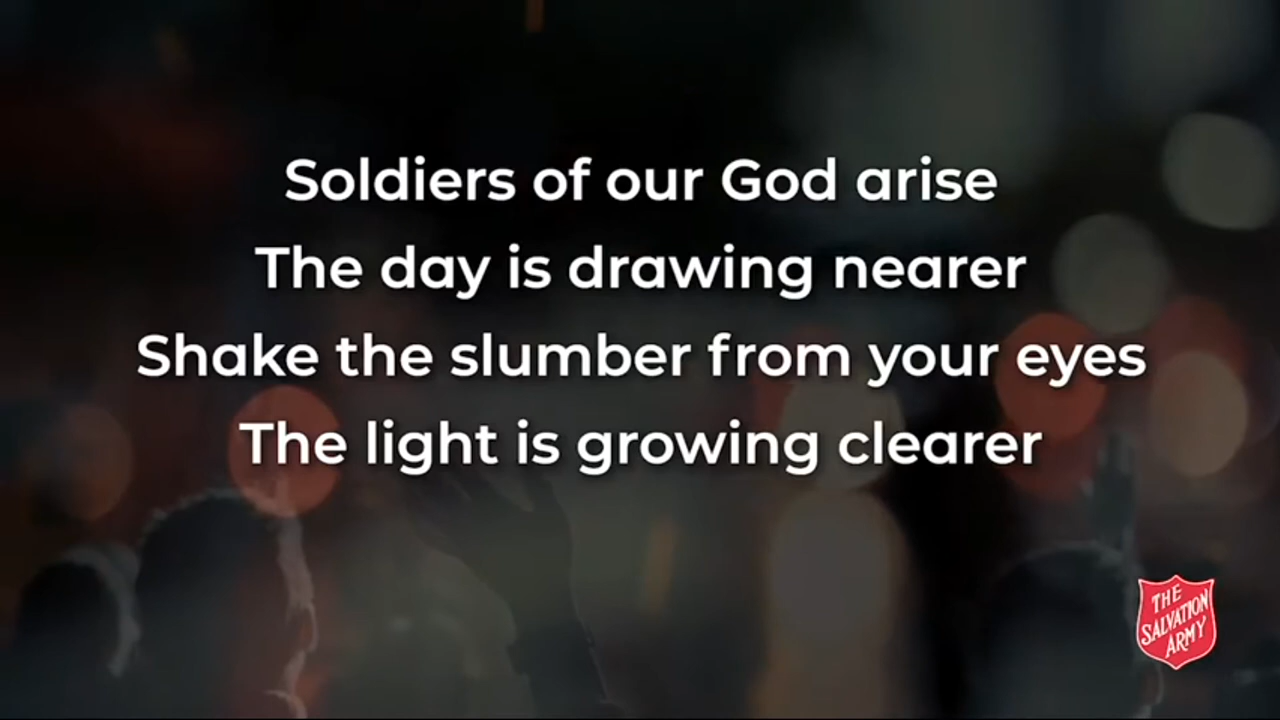 Soldiers of our God arise
The day is drawing nearer
Shake the slumber from your eyes
The light is growing clearer
THE
SALVATION
ARMY